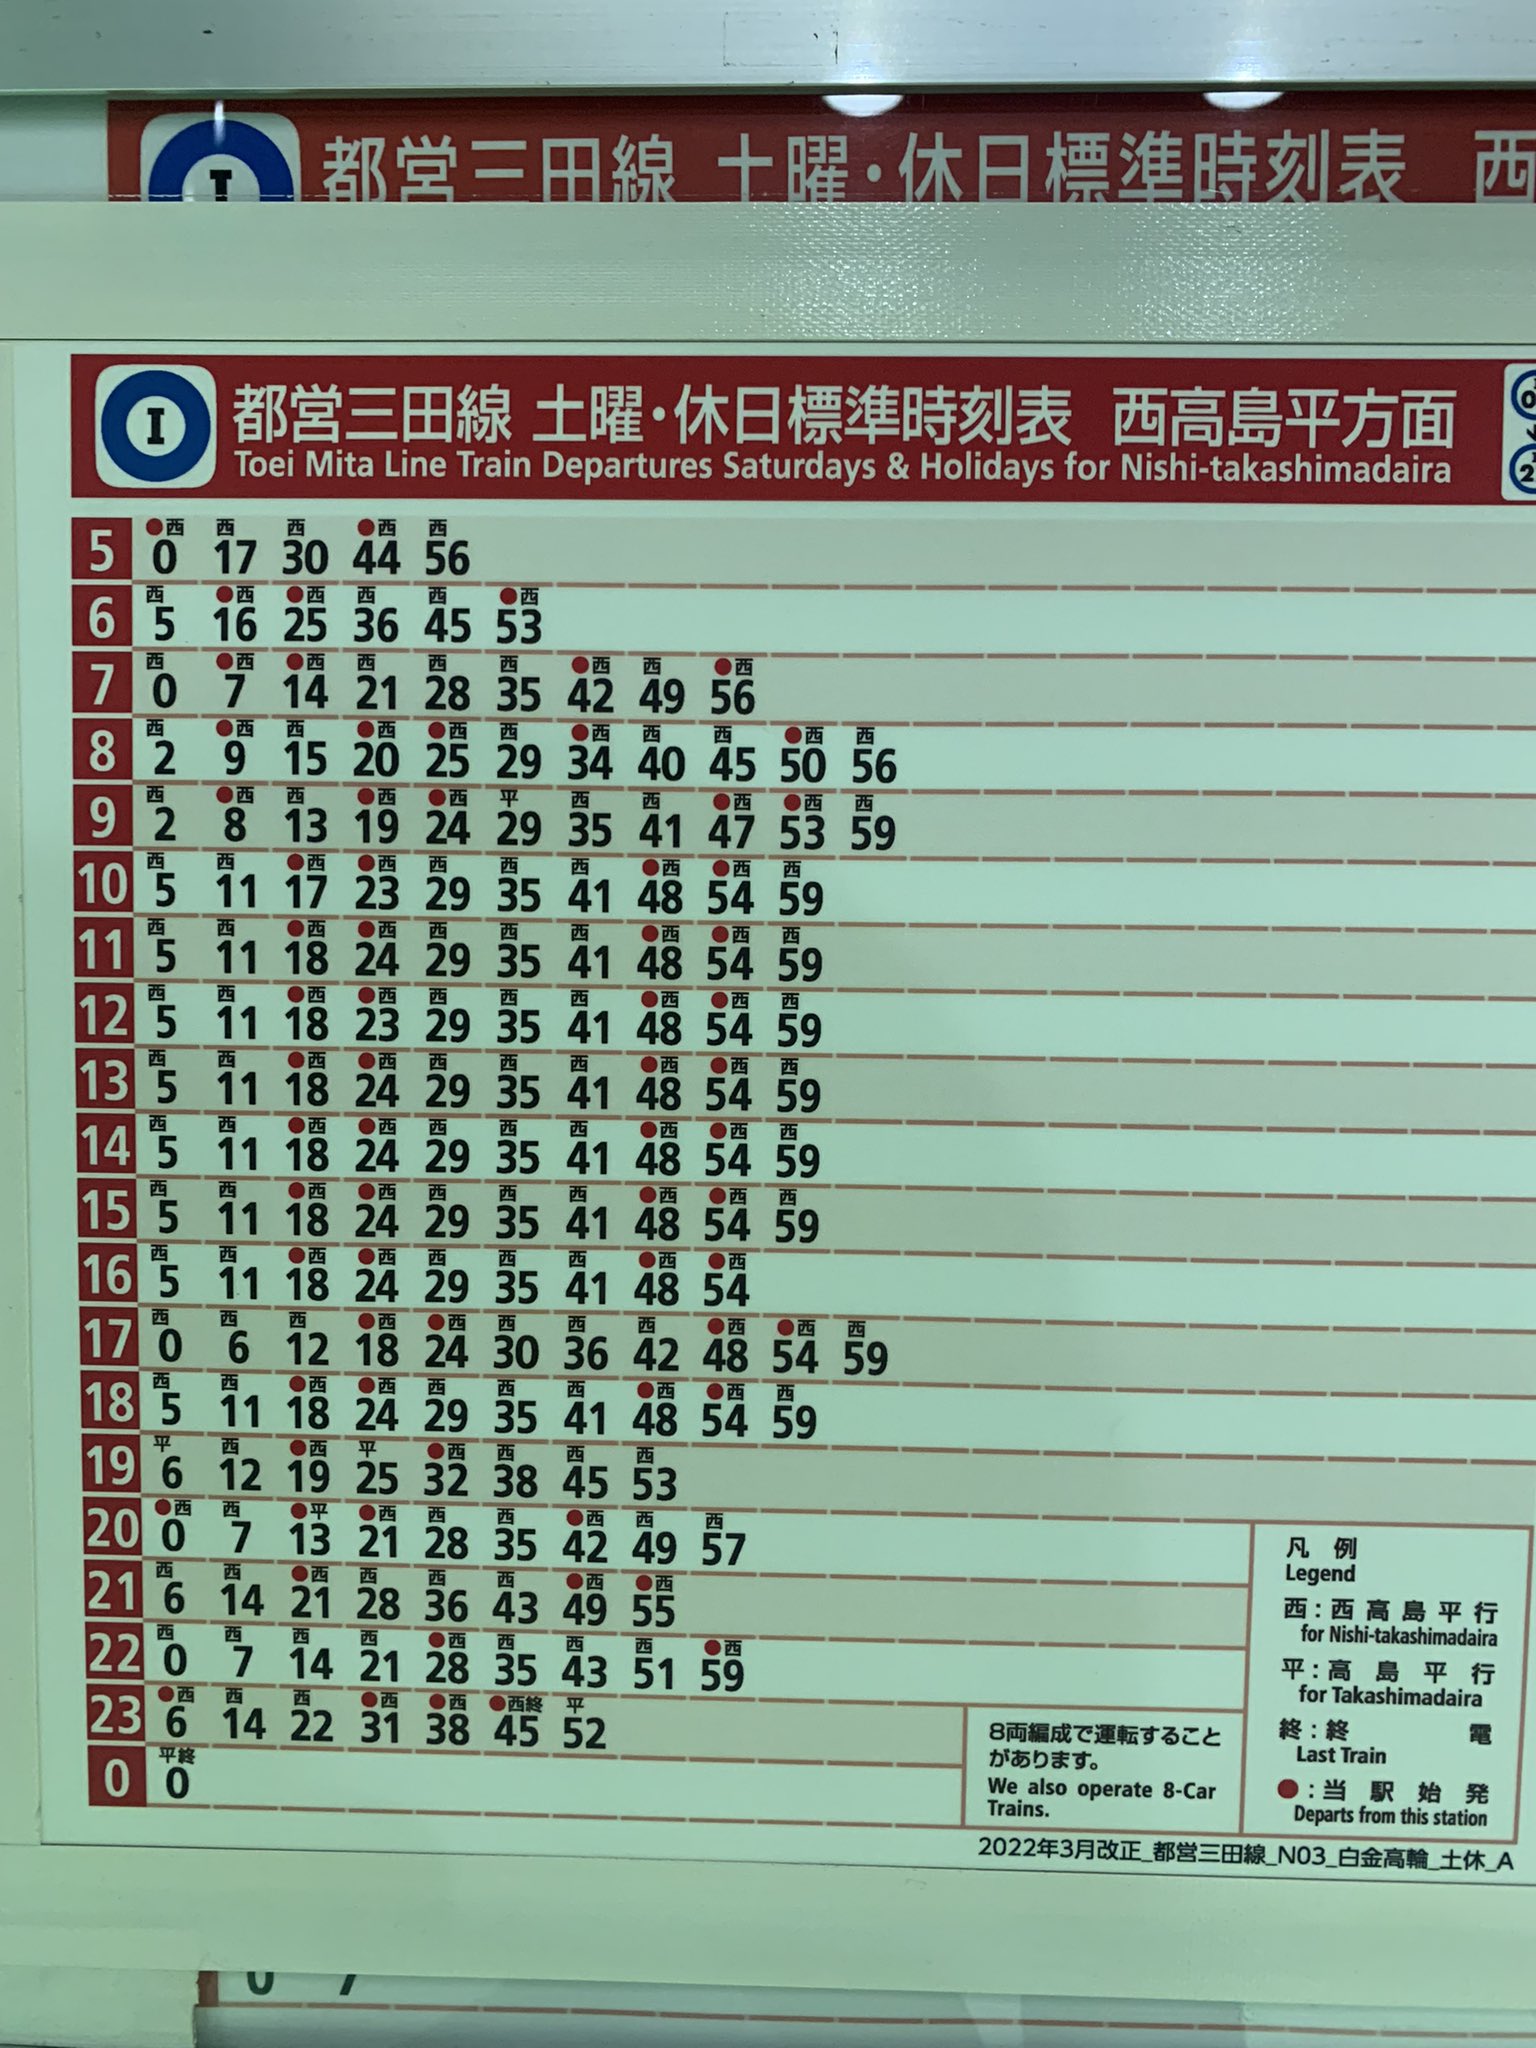 I 都営三田線 土曜・休日標準時刻表 西
I 都営三田線 土曜・休日標準時刻表 西高島平方面
Toei Mita Line Train Departures Saturdays & Holidays for Nishi-takashimadaira
5 ●西0 西17 西30 ●西44 西56
6 西5 ●西16 ●西25 西36 西45 ●西53
7 西0 ●西7 ●西14 西21 西28 西35 ●西42 西49 ●西56
8 西2 ●西9 西15 ●西20 ●西25 西29 ●西34 西40 西45 ●西50 西56
9 西2 ●西8 西13 ●西19 ●西24 平29 西35 西41 ●西47 ●西53 西59
10 西5 西11 ●西17 ●西23 西29 西35 西41 ●西48 ●西54 西59
11 西5 西11 ●西18 ●西24 西29 西35 西41 ●西48 ●西54 西59
12 西5 西11 ●西18 ●西23 西29 西35 西41 ●西48 ●西54 西59
13 西5 西11 ●西18 ●西24 西29 西35 西41 ●西48 ●西54 西59
14 西5 西11 ●西18 ●西24 西29 西35 西41 ●西48 ●西54 西59
15 西5 西11 ●西18 ●西24 西29 西35 西41 ●西48 ●西54 西59
16 西5 西11 ●西18 ●西24 西29 西35 西41 ●西48 ●西54
17 西0 西6 西12 ●西18 ●西24 西30 西36 西42 ●西48 ●西54 西59
18 西5 西11 ●西18 ●西24 西29 西35 西41 ●西48 ●西54 西59
19 平6 西12 ●西19 平25 ●西32 西38 西45 西53
20 ●西0 西7 ●平13 ●西21 西28 西35 ●西42 西49 西57
21 西6 西14 ●西21 西28 西36 西43 ●西49 ●西55
22 西0 西7 西14 西21 ●西28 西35 西43 西51 ●西59
23 ●西6 西14 西22 ●西31 ●西38 ●西終45 平52
0 平終0
8両編成で運転すること
があります。
We also operate 8-Car
Trains.
凡例
Legend
西：西高島平行
for Nishi-takashimadaira
平：高島平行
for Takashimadaira
終：終電
Last Train
●：当駅始発
Departs from this station
2022年3月改正_都営三田線_N03_白金高輪_土休_A